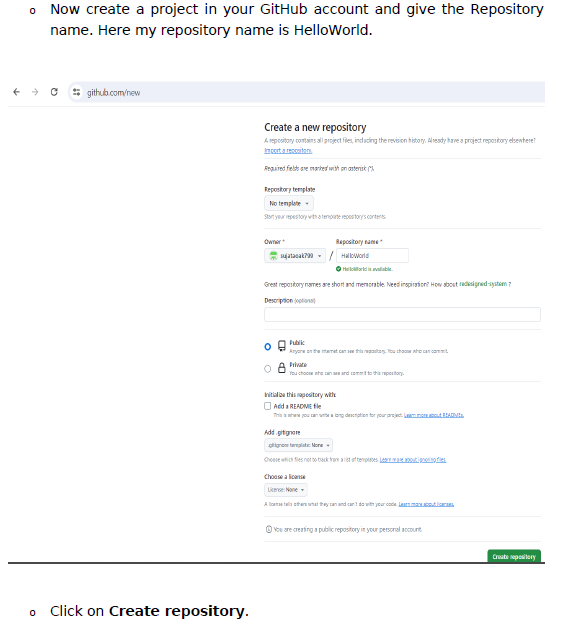 o Now create a project in your GitHub account and give the Repository
name. Here my repository name is HelloWorld.
github.com/new
Create a new repository
A repository contains all project files, including the revision history. Already have a project repository elsewhere?
Import a repository.
Required fields are marked with an asterisk (*).
Repository template
No template
Start your repository with a template repository's contents.
Owner * Repository name *
sujataoak799 / HelloWorld
HelloWorld is available.
Great repository names are short and memorable. Need inspiration? How about redesigned-system ?
Description (optional)
Public
Anyone on the internet can see this repository. You choose who can commit.
Private
You choose who can see and commit to this repository.
Initialize this repository with:
Add a README file
This is where you can write a long description for your project. Learn more about READMEs.
Add .gitignore
.gitignore template: None
Choose which files not to track from a list of templates. Learn more about ignoring files.
Choose a license
License: None
A license tells others what they can and can't do with your code. Learn more about licenses.
You are creating a public repository in your personal account.
Create repository
o Click on Create repository.